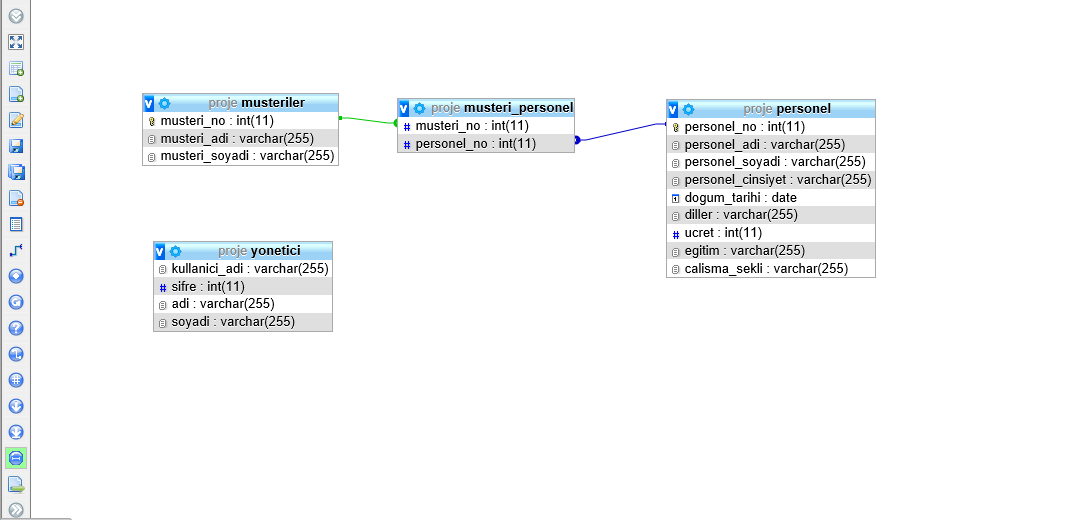 proje musteriler
musteri_no : int(11)
musteri_adi : varchar(255)
musteri_soyadi : varchar(255)
proje musteri_personel
musteri_no : int(11)
personel_no : int(11)
proje personel
personel_no : int(11)
personel_adi : varchar(255)
personel_soyadi : varchar(255)
personel_cinsiyet : varchar(255)
dogum_tarihi : date
diller : varchar(255)
ucret : int(11)
egitim : varchar(255)
calisma_sekli : varchar(255)
proje yonetici
kullanici_adi : varchar(255)
sifre : int(11)
adi : varchar(255)
soyadi : varchar(255)